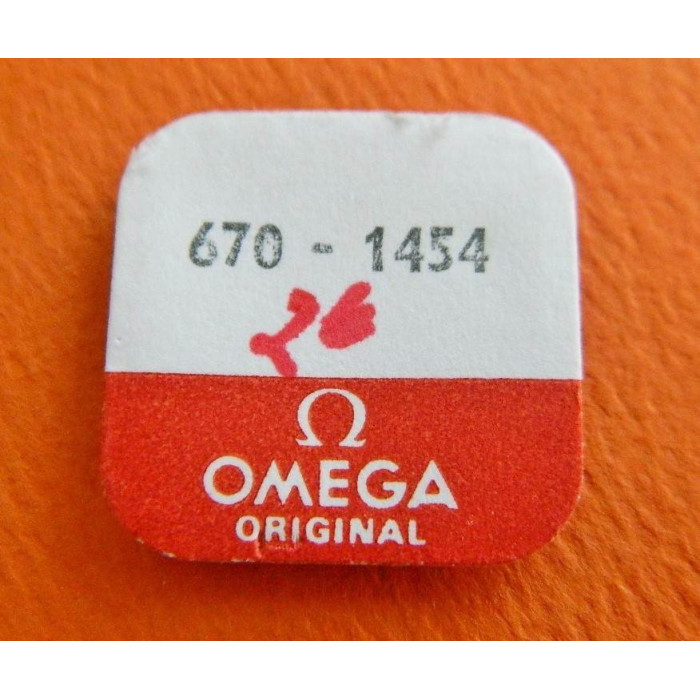 670 - 1454
Ω
OMEGA
ORIGINAL